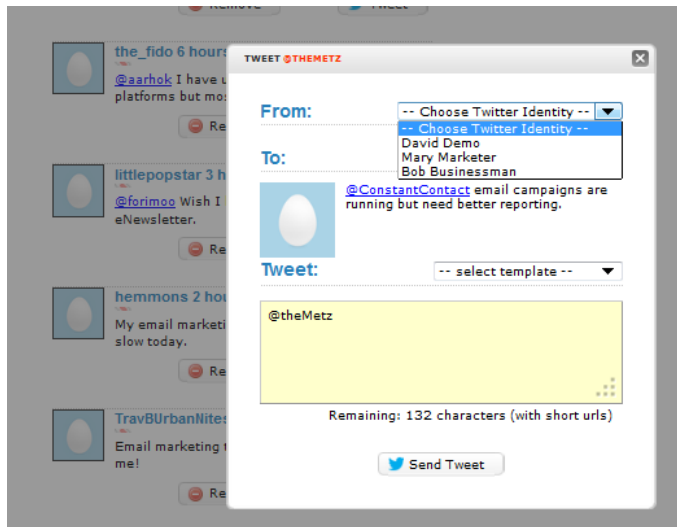 Remove
Tweet
the_fido 6 hours
@aarhok I have u
platforms but mos
Re
littlepopstar 3 h
@forimoo Wish I
eNewsletter.
Re
hemmons 2 hou
My email marketi
slow today.
Re
TravBUrbanNites
Email marketing t
me!
Re
TWEET @THEMETZ
From:
-- Choose Twitter Identity --
-- Choose Twitter Identity --
David Demo
Mary Marketer
Bob Businessman
To:
@ConstantContact email campaigns are
running but need better reporting.
Tweet:
-- select template --
@theMetz
Remaining: 132 characters (with short urls)
Send Tweet